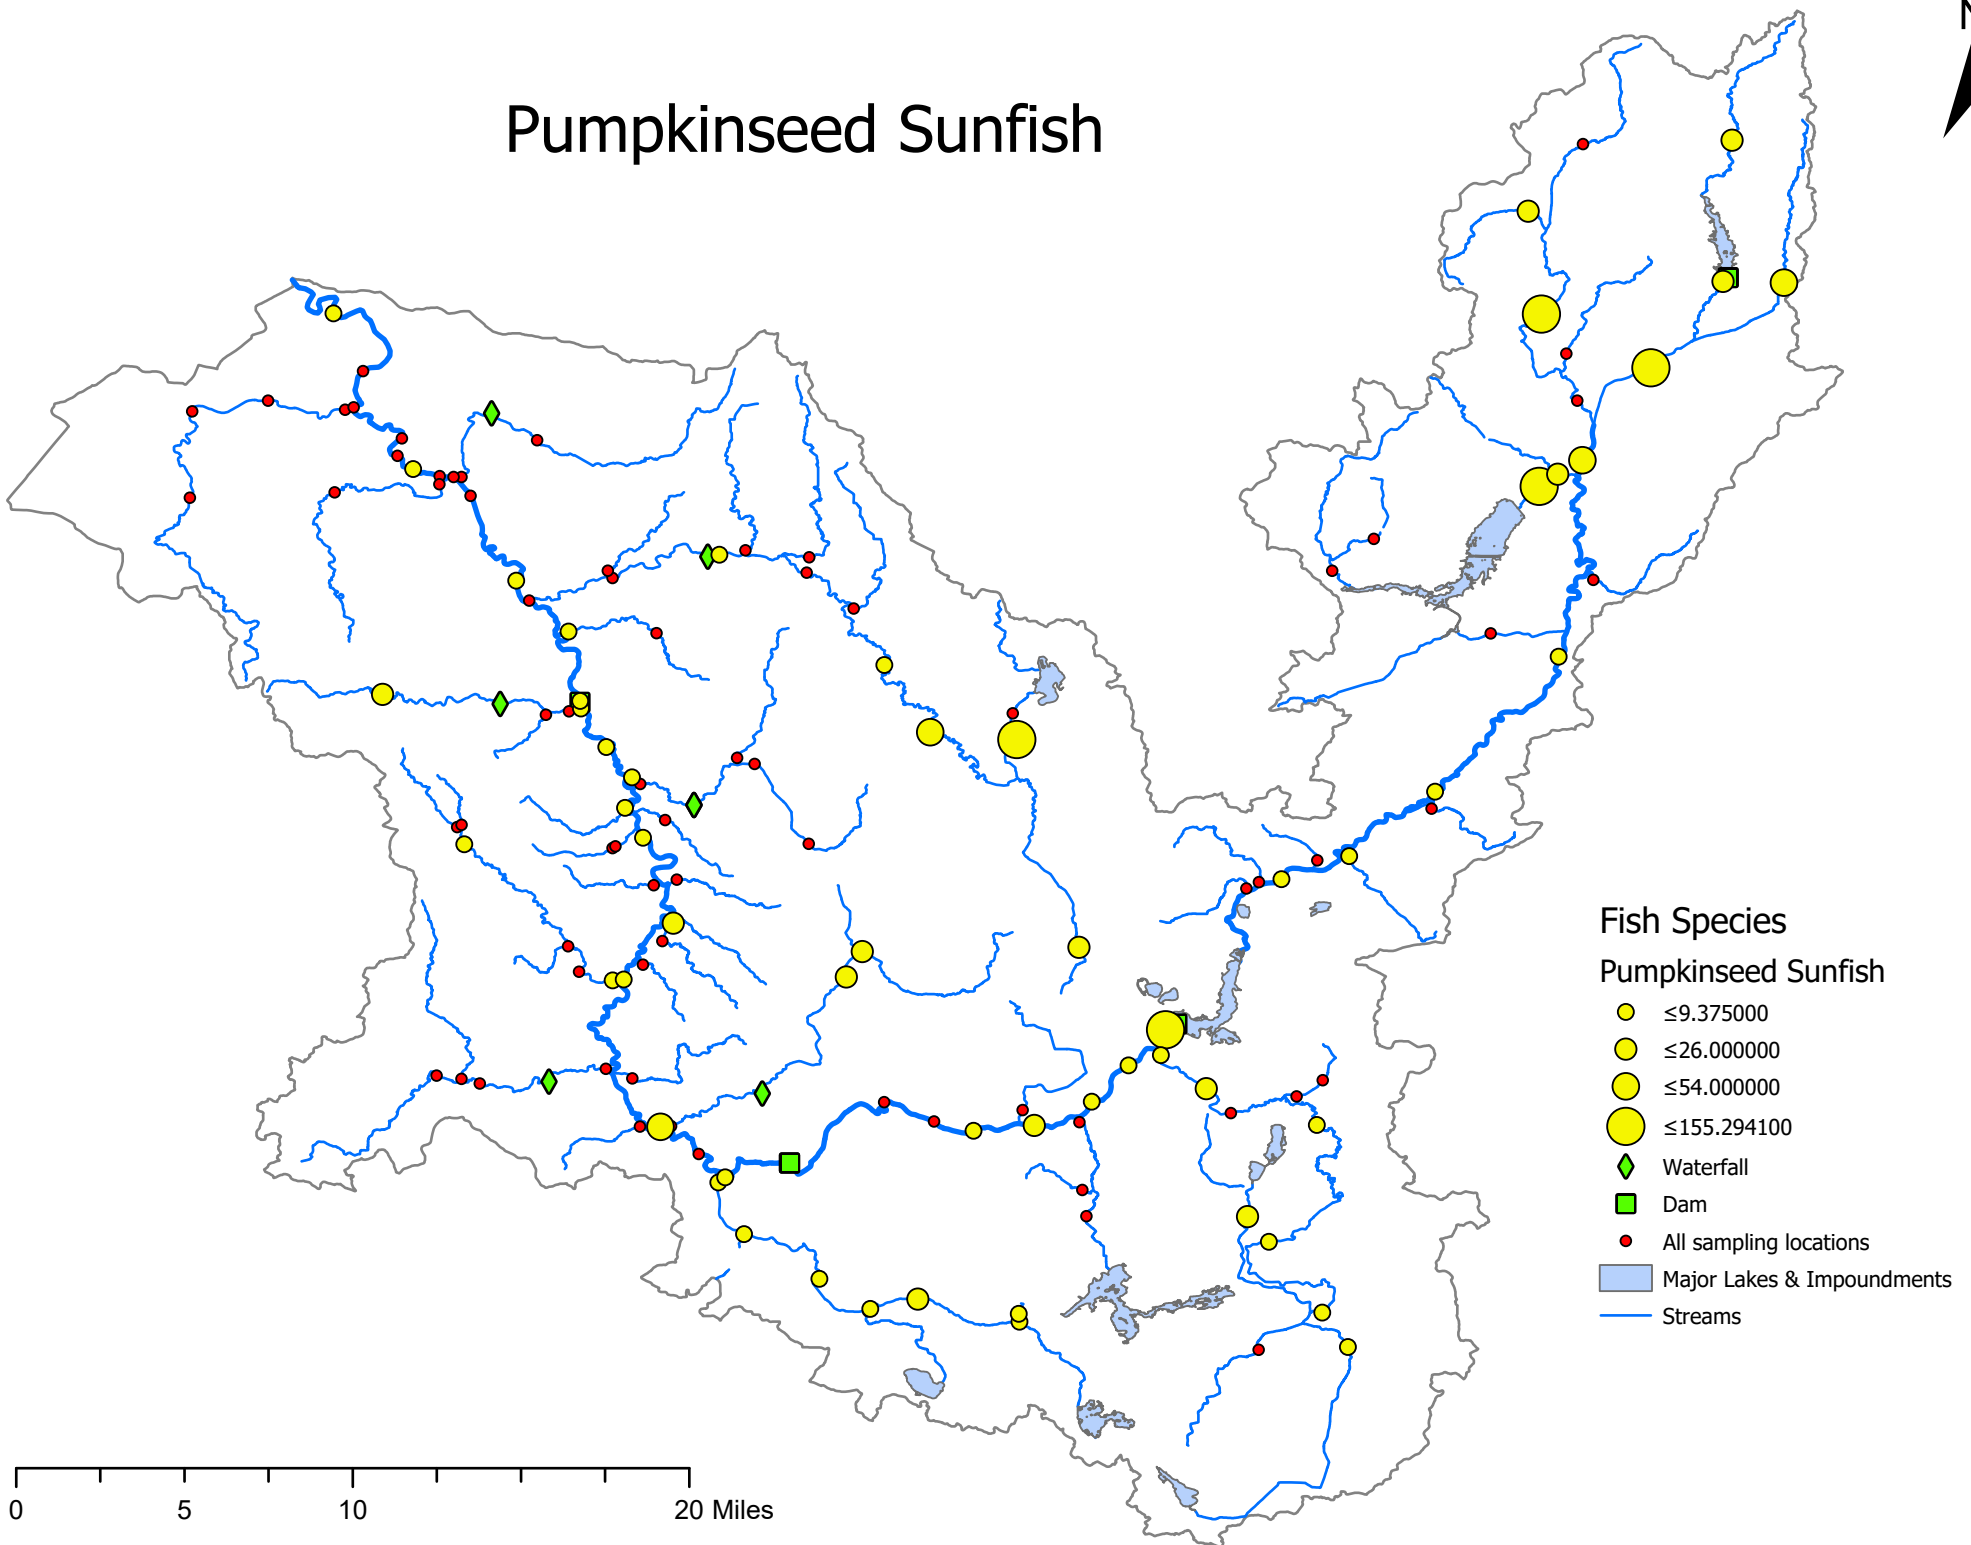 N
Pumpkinseed Sunfish
Fish Species
Pumpkinseed Sunfish
≤9.375000
≤26.000000
≤54.000000
≤155.294100
Waterfall
Dam
All sampling locations
Major Lakes & Impoundments
Streams
0 5 10 20 Miles